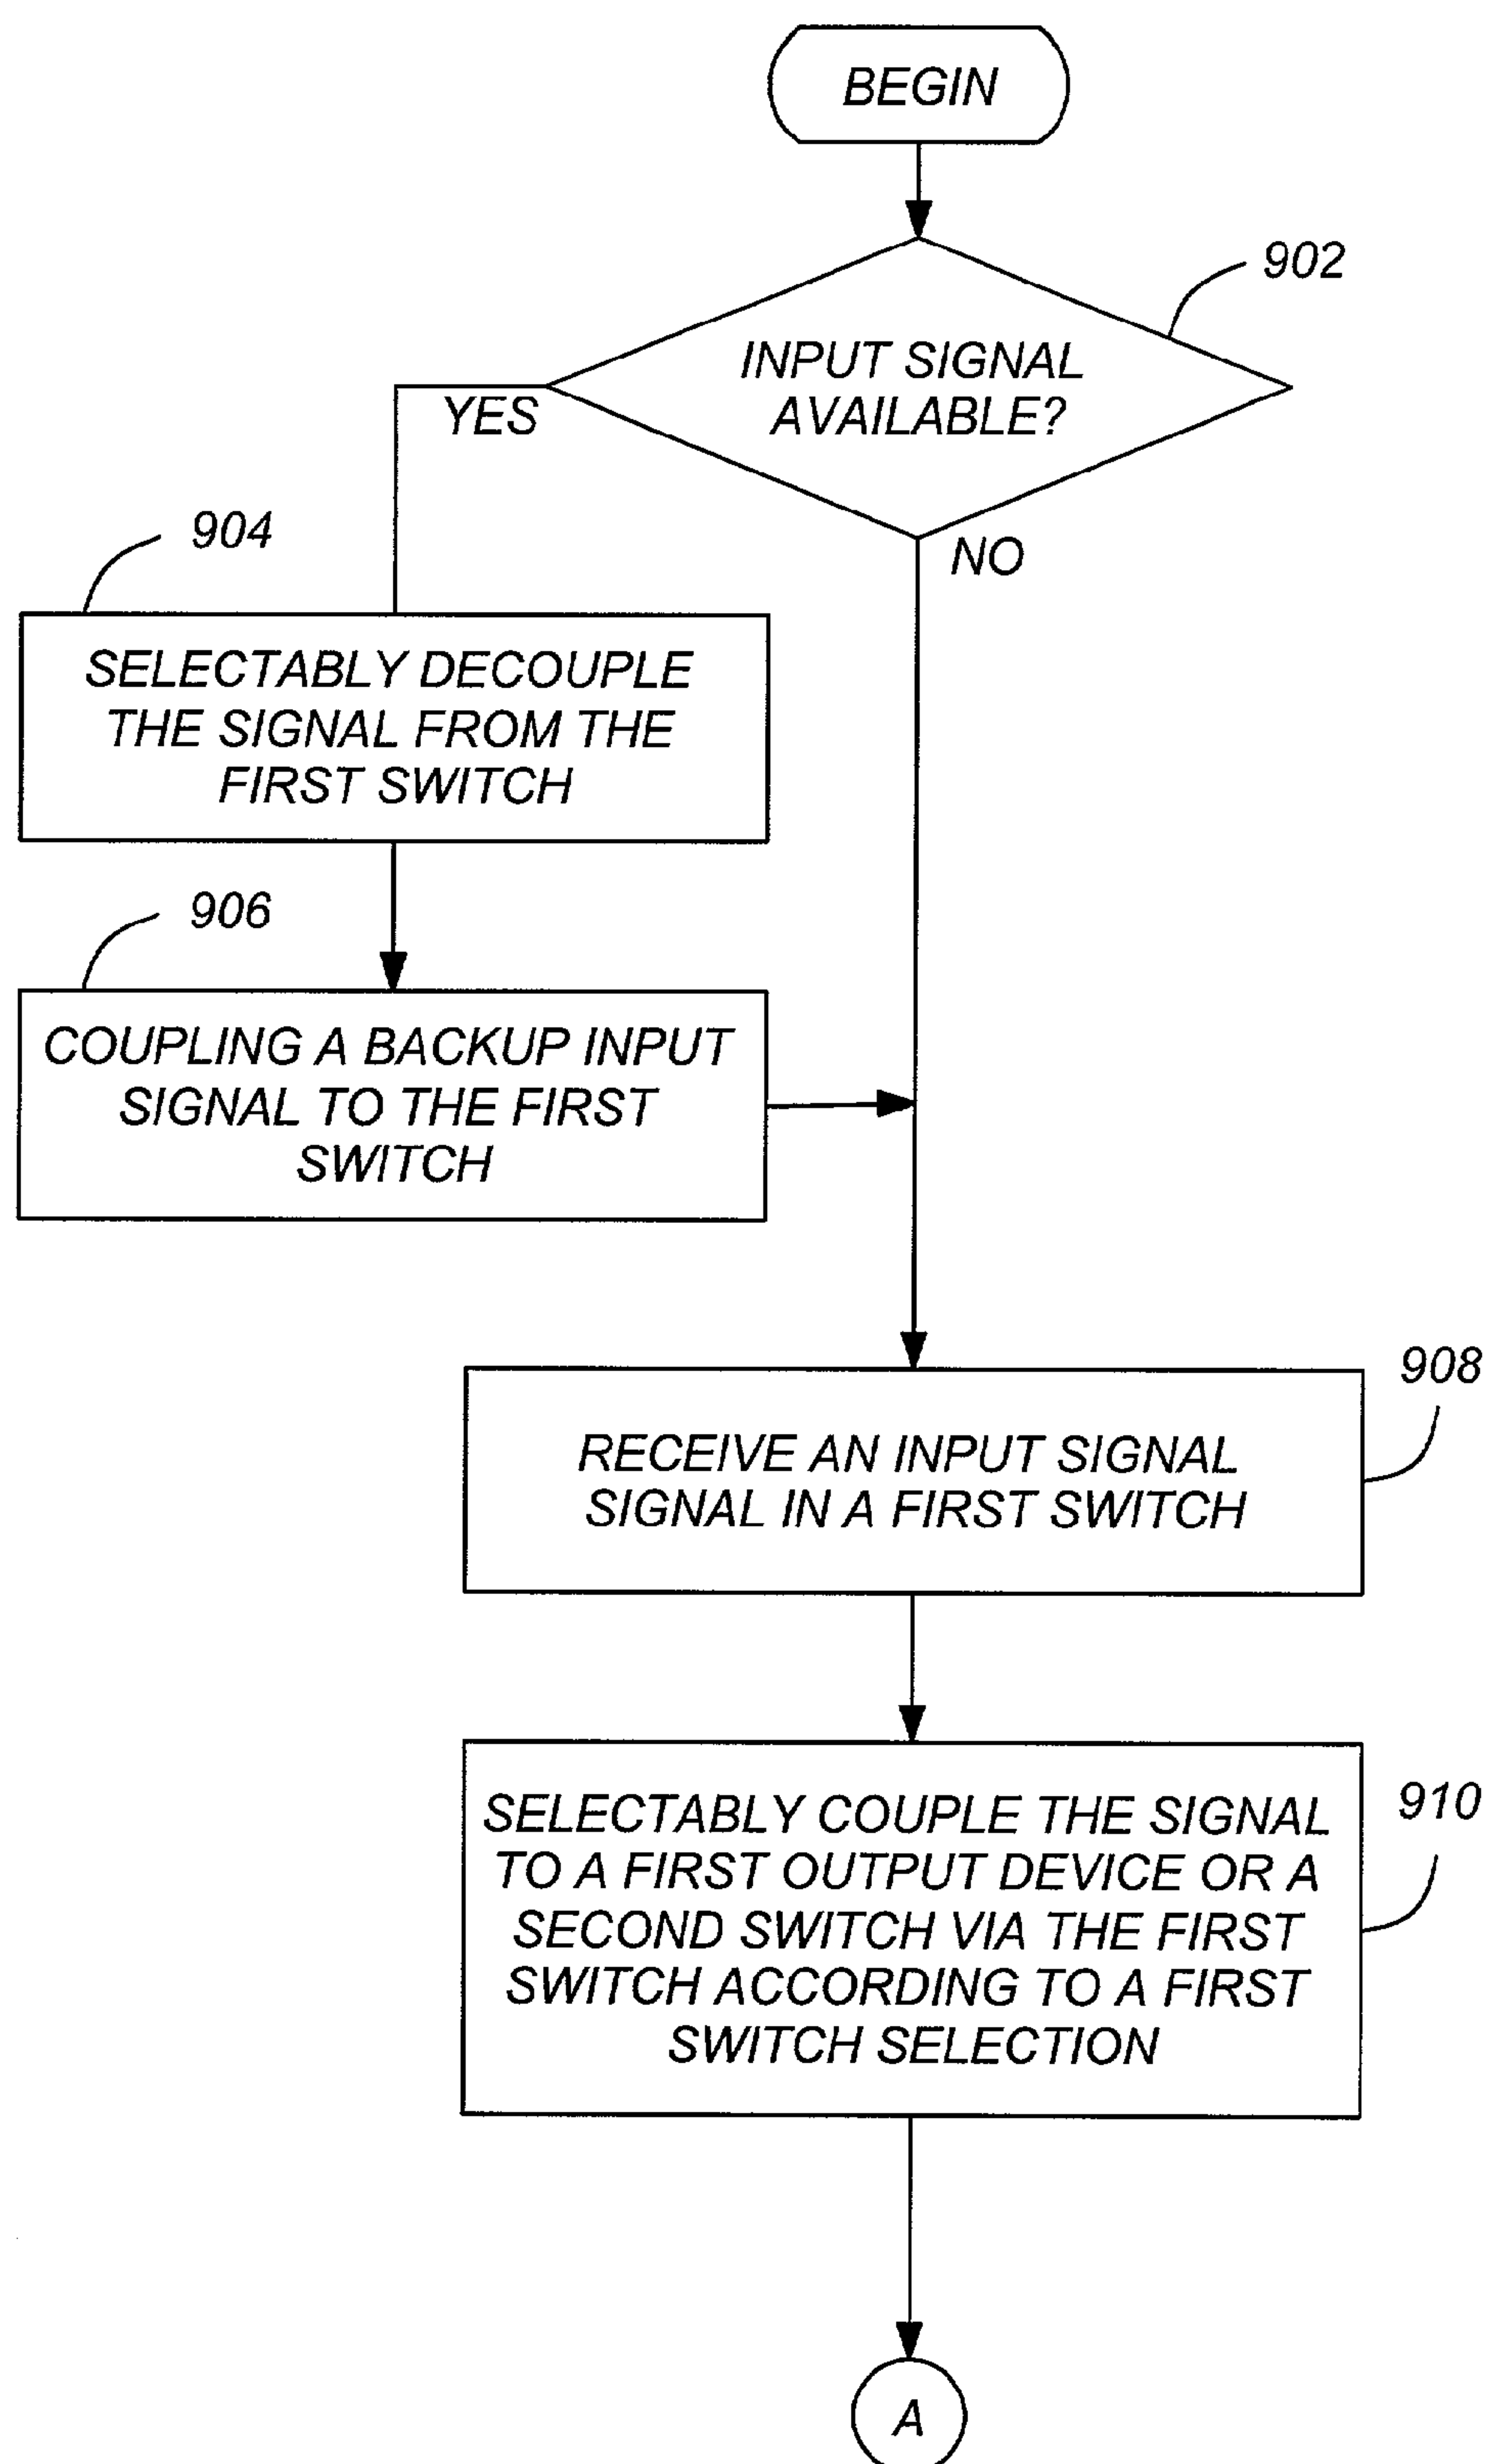 BEGIN
902
INPUT SIGNAL
AVAILABLE?
YES
NO
904
SELECTABLY DECOUPLE
THE SIGNAL FROM THE
FIRST SWITCH
906
COUPLING A BACKUP INPUT
SIGNAL TO THE FIRST
SWITCH
908
RECEIVE AN INPUT SIGNAL
SIGNAL IN A FIRST SWITCH
910
SELECTABLY COUPLE THE SIGNAL
TO A FIRST OUTPUT DEVICE OR A
SECOND SWITCH VIA THE FIRST
SWITCH ACCORDING TO A FIRST
SWITCH SELECTION
A